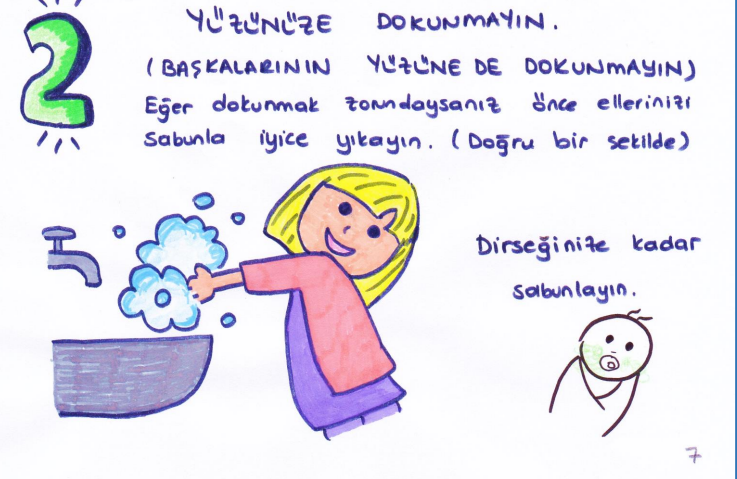 2
YÜZÜNÜZE DOKUNMAYIN.
(BAŞKALARININ YÜZÜNE DE DOKUNMAYIN)
Eğer dokunmak zorundaysanız önce ellerinizi
sabunla iyice yıkayın. (Doğru bir şekilde)
Dirseğinize kadar
sabunlayın.
7